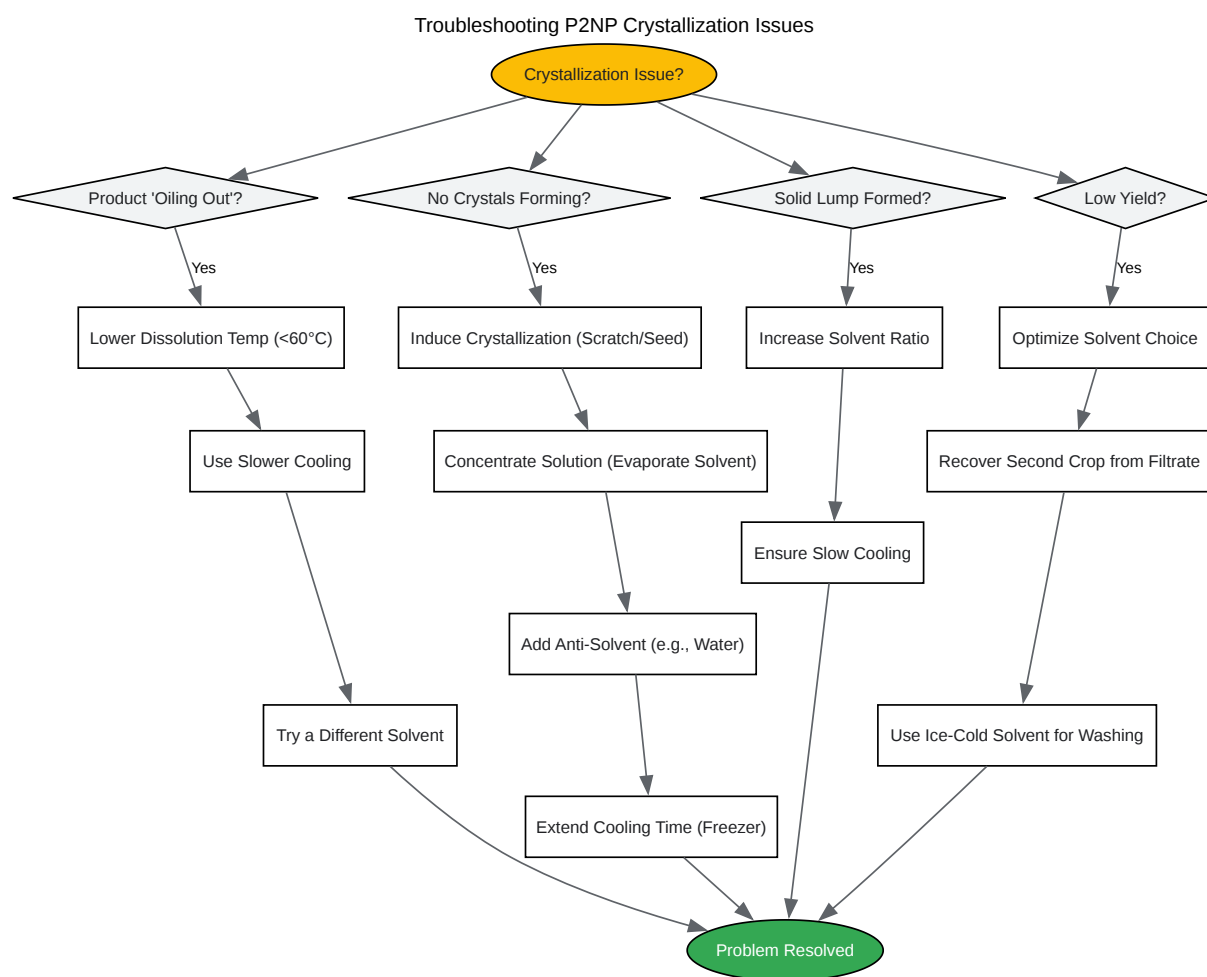 Troubleshooting P2NP Crystallization Issues
Crystallization Issue?
Product 'Oiling Out'?
No Crystals Forming?
Solid Lump Formed?
Low Yield?
Yes
Yes
Yes
Yes
Lower Dissolution Temp (<60°C)
Induce Crystallization (Scratch/Seed)
Increase Solvent Ratio
Optimize Solvent Choice
Use Slower Cooling
Concentrate Solution (Evaporate Solvent)
Recover Second Crop from Filtrate
Ensure Slow Cooling
Add Anti-Solvent (e.g., Water)
Try a Different Solvent
Use Ice-Cold Solvent for Washing
Extend Cooling Time (Freezer)
Problem Resolved